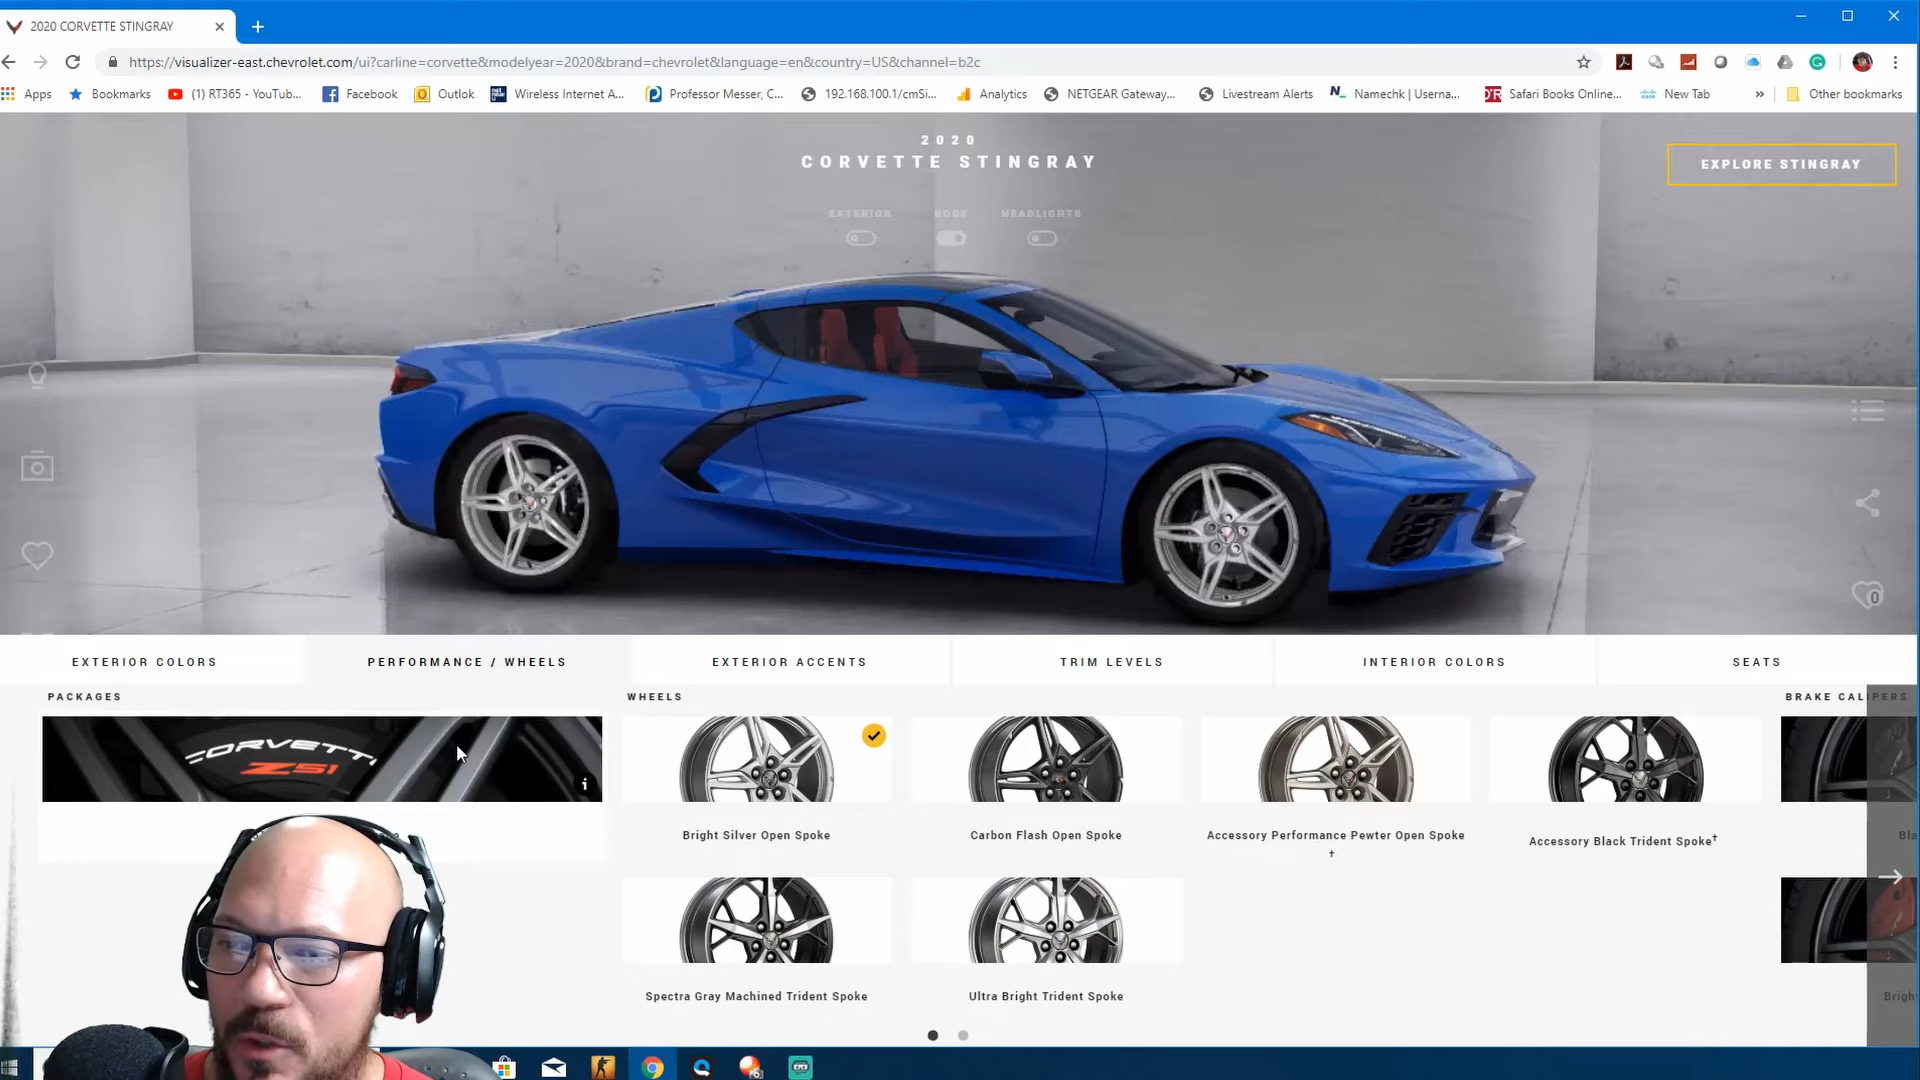 2020 CORVETTE STINGRAY
https://visualizer-east.chevrolet.com/ui?carline=corvette&modelyear=2020&brand=chevrolet&language=en&country=US&channel=b2c
Apps
Bookmarks
(1) RT365 - YouTub...
Facebook
Outlok
Wireless Internet A...
Professor Messer, C...
192.168.100.1/cmSi...
Analytics
NETGEAR Gateway...
Livestream Alerts
Namechk | Userna...
Safari Books Online...
New Tab
»
Other bookmarks
2020
CORVETTE STINGRAY
EXPLORE STINGRAY
EXTERIOR
ROOF
HEADLIGHTS
0
EXTERIOR COLORS
PERFORMANCE / WHEELS
EXTERIOR ACCENTS
TRIM LEVELS
INTERIOR COLORS
SEATS
PACKAGES
WHEELS
BRAKE CALIPERS
CORVETTE
Z51
i
Bright Silver Open Spoke
Carbon Flash Open Spoke
Accessory Performance Pewter Open Spoke
†
Accessory Black Trident Spoke†
Bla
Spectra Gray Machined Trident Spoke
Ultra Bright Trident Spoke
Bright